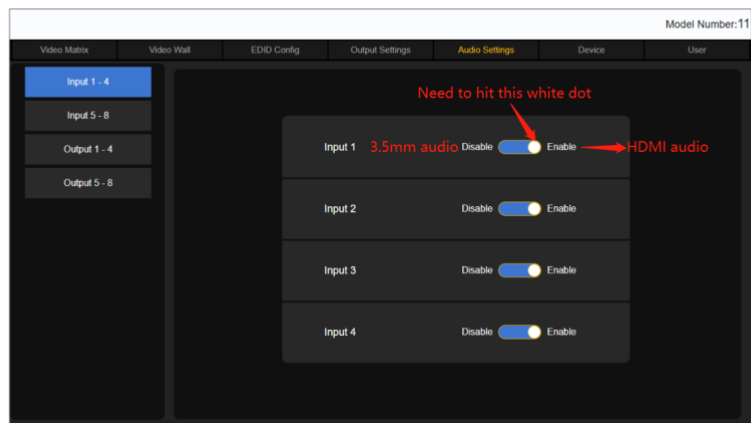 Model Number:11
Video Matrix Video Wall EDID Config Output Settings Audio Settings Device User
Input 1 - 4
Input 5 - 8
Output 1 - 4
Output 5 - 8
Need to hit this white dot
Input 1 3.5mm audio Disable Enable HDMI audio
Input 2 Disable Enable
Input 3 Disable Enable
Input 4 Disable Enable